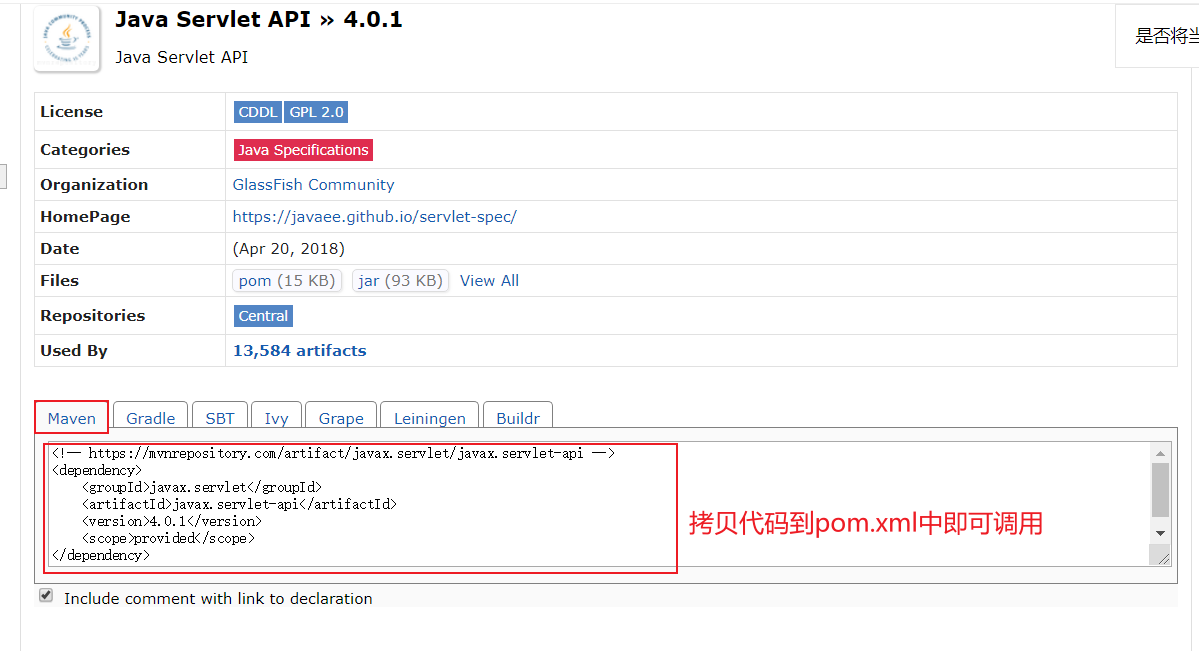 Java Servlet API » 4.0.1
Java Servlet API
是否将当
License CDDL GPL 2.0
Categories Java Specifications
Organization GlassFish Community
HomePage https://javaee.github.io/servlet-spec/
Date (Apr 20, 2018)
Files pom (15 KB) jar (93 KB) View All
Repositories Central
Used By 13,584 artifacts
Maven Gradle SBT Ivy Grape Leiningen Buildr
<!-- https://mvnrepository.com/artifact/javax.servlet/javax.servlet-api -->
<dependency>
<groupId>javax.servlet</groupId>
<artifactId>javax.servlet-api</artifactId>
<version>4.0.1</version>
<scope>provided</scope>
</dependency>
拷贝代码到pom.xml中即可调用
Include comment with link to declaration